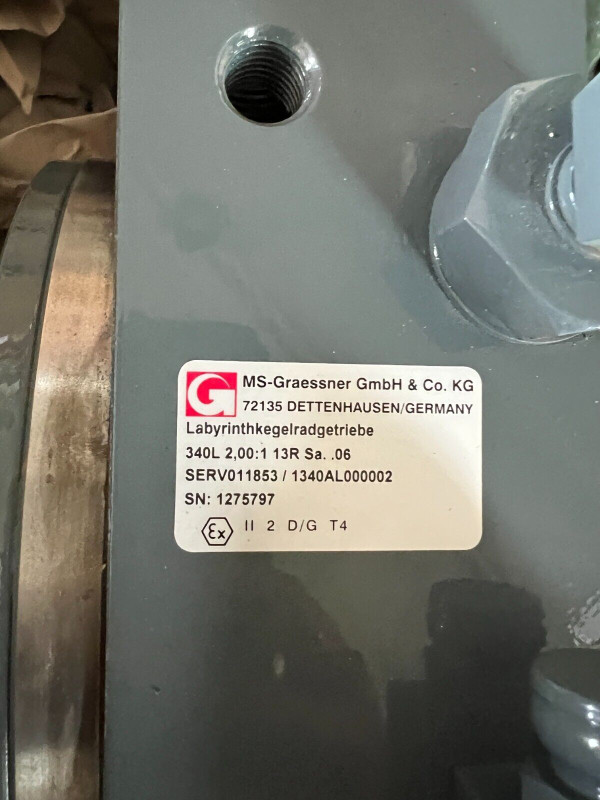 MS-Graessner GmbH & Co. KG
72135 DETTENHAUSEN/GERMANY
Labyrinthkegelradgetriebe
340L 2,00:1 13R Sa. .06
SERV011853 / 1340AL000002
SN: 1275797
Ex II 2 D/G T4